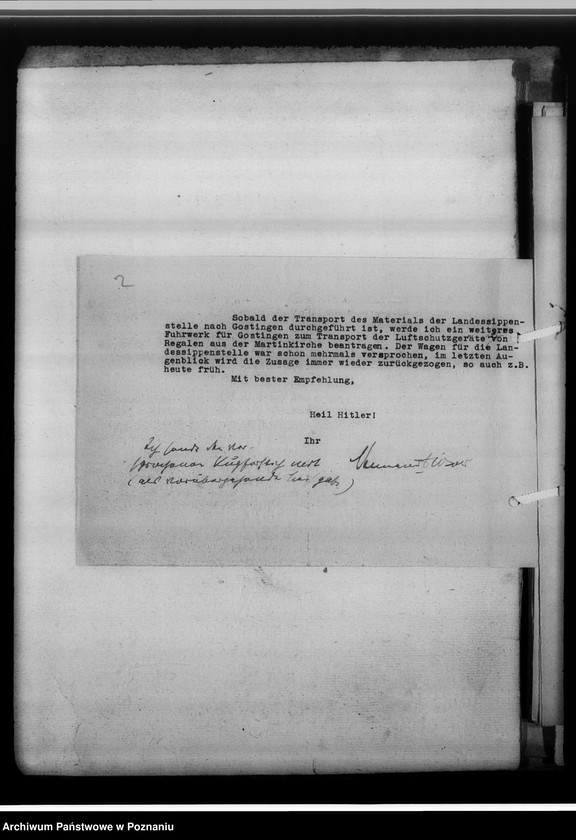 2
Sobald der Transport des Materials der Landessippen-
stelle nach Gostingen durchgeführt ist, werde ich ein weiteres
Fuhrwerk für Gostingen zum Transport der Luftschutzgeräte von
Regalen aus der Martinkirche beantragen. Der Wagen für die Lan-
dessippenstelle war schon mehrmals versprochen, im letzten Au-
genblick wird die Zusage immer wieder zurückgezogen, so auch z.B.
heute früh.
Mit bester Empfehlung,
Heil Hitler!
Ihr
Archiwum Państwowe w Poznaniu